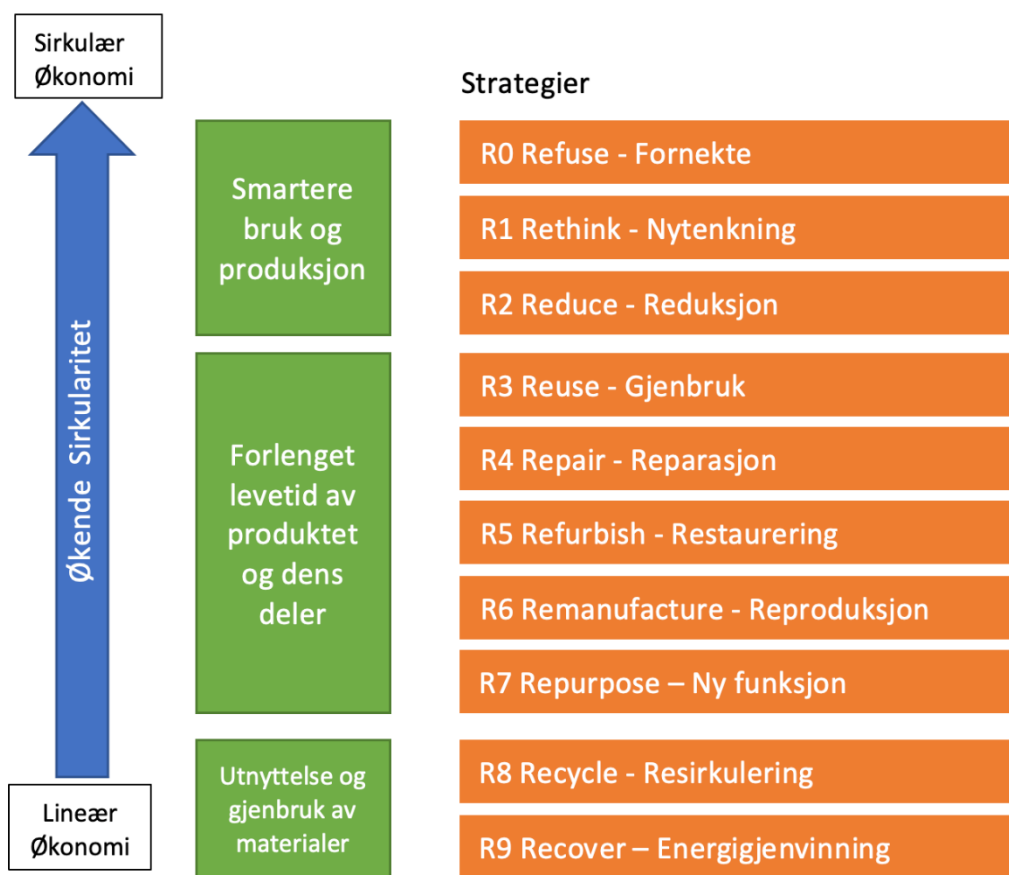 Sirkulær
Økonomi
Strategier
Økende Sirkularitet
Smartere
bruk og
produksjon
R0 Refuse - Fornekte
R1 Rethink - Nytenkning
R2 Reduce - Reduksjon
Forlenget
levetid av
produktet
og dens
deler
R3 Reuse - Gjenbruk
R4 Repair - Reparasjon
R5 Refurbish - Restaurering
R6 Remanufacture - Reproduksjon
R7 Repurpose – Ny funksjon
Utnyttelse og
gjenbruk av
materialer
R8 Recycle - Resirkulering
R9 Recover – Energigjenvinning
Lineær
Økonomi